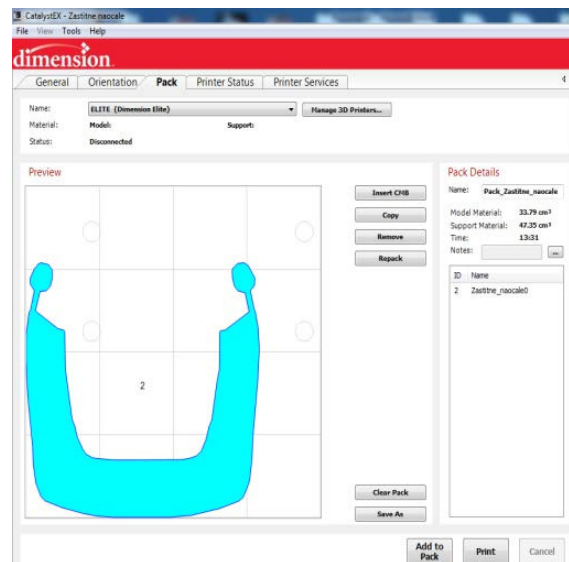 CatalystEX - Zastitne naocale
File View Tools Help
dimension
General Orientation Pack Printer Status Printer Services
Name: ELITE (Dimension Elite) Manage 3D Printers...
Material: Model: Support:
Status: Disconnected
Preview
Insert CMB
Copy
Remove
Repack
2
Clear Pack
Save As
Pack Details
Name: Pack_Zastitne_naocale
Model Material: 33.79 cm³
Support Material: 47.35 cm³
Time: 13:31
Notes: ...
ID Name
2 Zastitne_naocale0
Add to
Pack
Print
Cancel